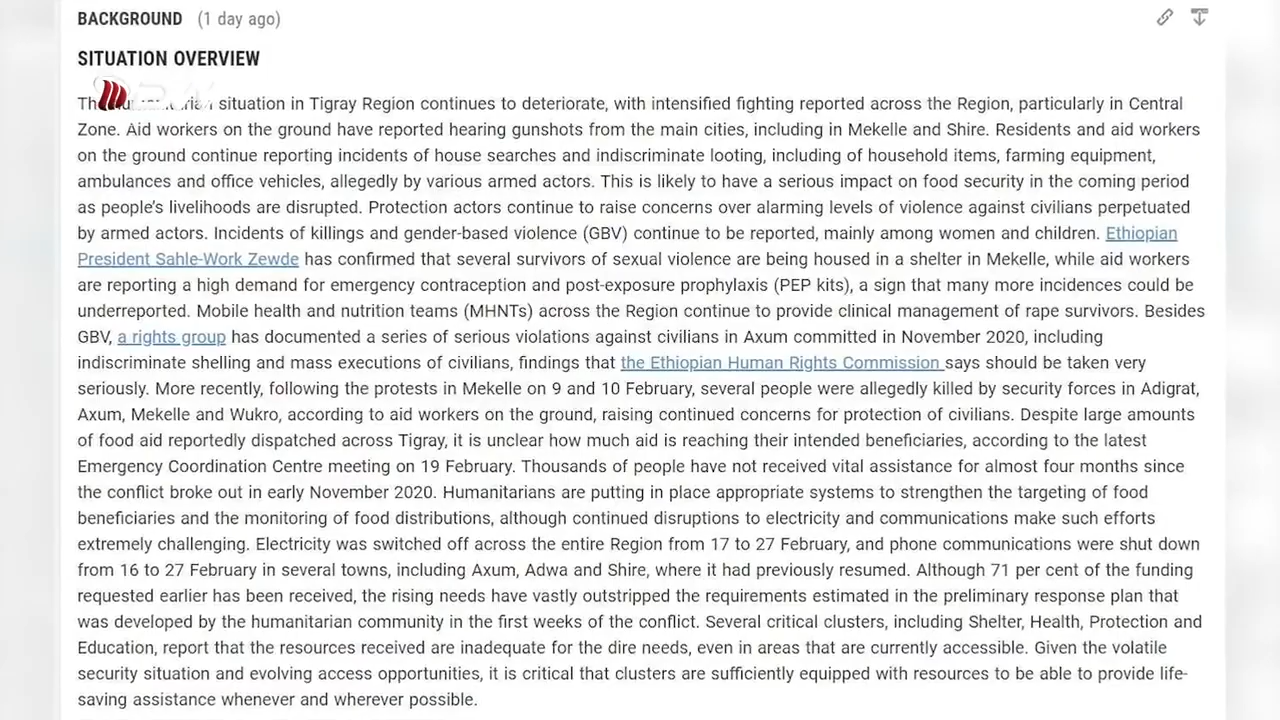 BACKGROUND (1 day ago)
SITUATION OVERVIEW
situation in Tigray Region continues to deteriorate, with intensified fighting reported across the Region, particularly in Central
Zone. Aid workers on the ground have reported hearing gunshots from the main cities, including in Mekelle and Shire. Residents and aid workers
on the ground continue reporting incidents of house searches and indiscriminate looting, including of household items, farming equipment,
ambulances and office vehicles, allegedly by various armed actors. This is likely to have a serious impact on food security in the coming period
as people's livelihoods are disrupted. Protection actors continue to raise concerns over alarming levels of violence against civilians perpetuated
by armed actors. Incidents of killings and gender-based violence (GBV) continue to be reported, mainly among women and children. Ethiopian
President Sahle-Work Zewde has confirmed that several survivors of sexual violence are being housed in a shelter in Mekelle, while aid workers
are reporting a high demand for emergency contraception and post-exposure prophylaxis (PEP kits), a sign that many more incidences could be
underreported. Mobile health and nutrition teams (MHNTs) across the Region continue to provide clinical management of rape survivors. Besides
GBV, a rights group has documented a series of serious violations against civilians in Axum committed in November 2020, including
indiscriminate shelling and mass executions of civilians, findings that the Ethiopian Human Rights Commission says should be taken very
seriously. More recently, following the protests in Mekelle on 9 and 10 February, several people were allegedly killed by security forces in Adigrat,
Axum, Mekelle and Wukro, according to aid workers on the ground, raising continued concerns for protection of civilians. Despite large amounts
of food aid reportedly dispatched across Tigray, it is unclear how much aid is reaching their intended beneficiaries, according to the latest
Emergency Coordination Centre meeting on 19 February. Thousands of people have not received vital assistance for almost four months since
the conflict broke out in early November 2020. Humanitarians are putting in place appropriate systems to strengthen the targeting of food
beneficiaries and the monitoring of food distributions, although continued disruptions to electricity and communications make such efforts
extremely challenging. Electricity was switched off across the entire Region from 17 to 27 February, and phone communications were shut down
from 16 to 27 February in several towns, including Axum, Adwa and Shire, where it had previously resumed. Although 71 per cent of the funding
requested earlier has been received, the rising needs have vastly outstripped the requirements estimated in the preliminary response plan that
was developed by the humanitarian community in the first weeks of the conflict. Several critical clusters, including Shelter, Health, Protection and
Education, report that the resources received are inadequate for the dire needs, even in areas that are currently accessible. Given the volatile
security situation and evolving access opportunities, it is critical that clusters are sufficiently equipped with resources to be able to provide life-
saving assistance whenever and wherever possible.